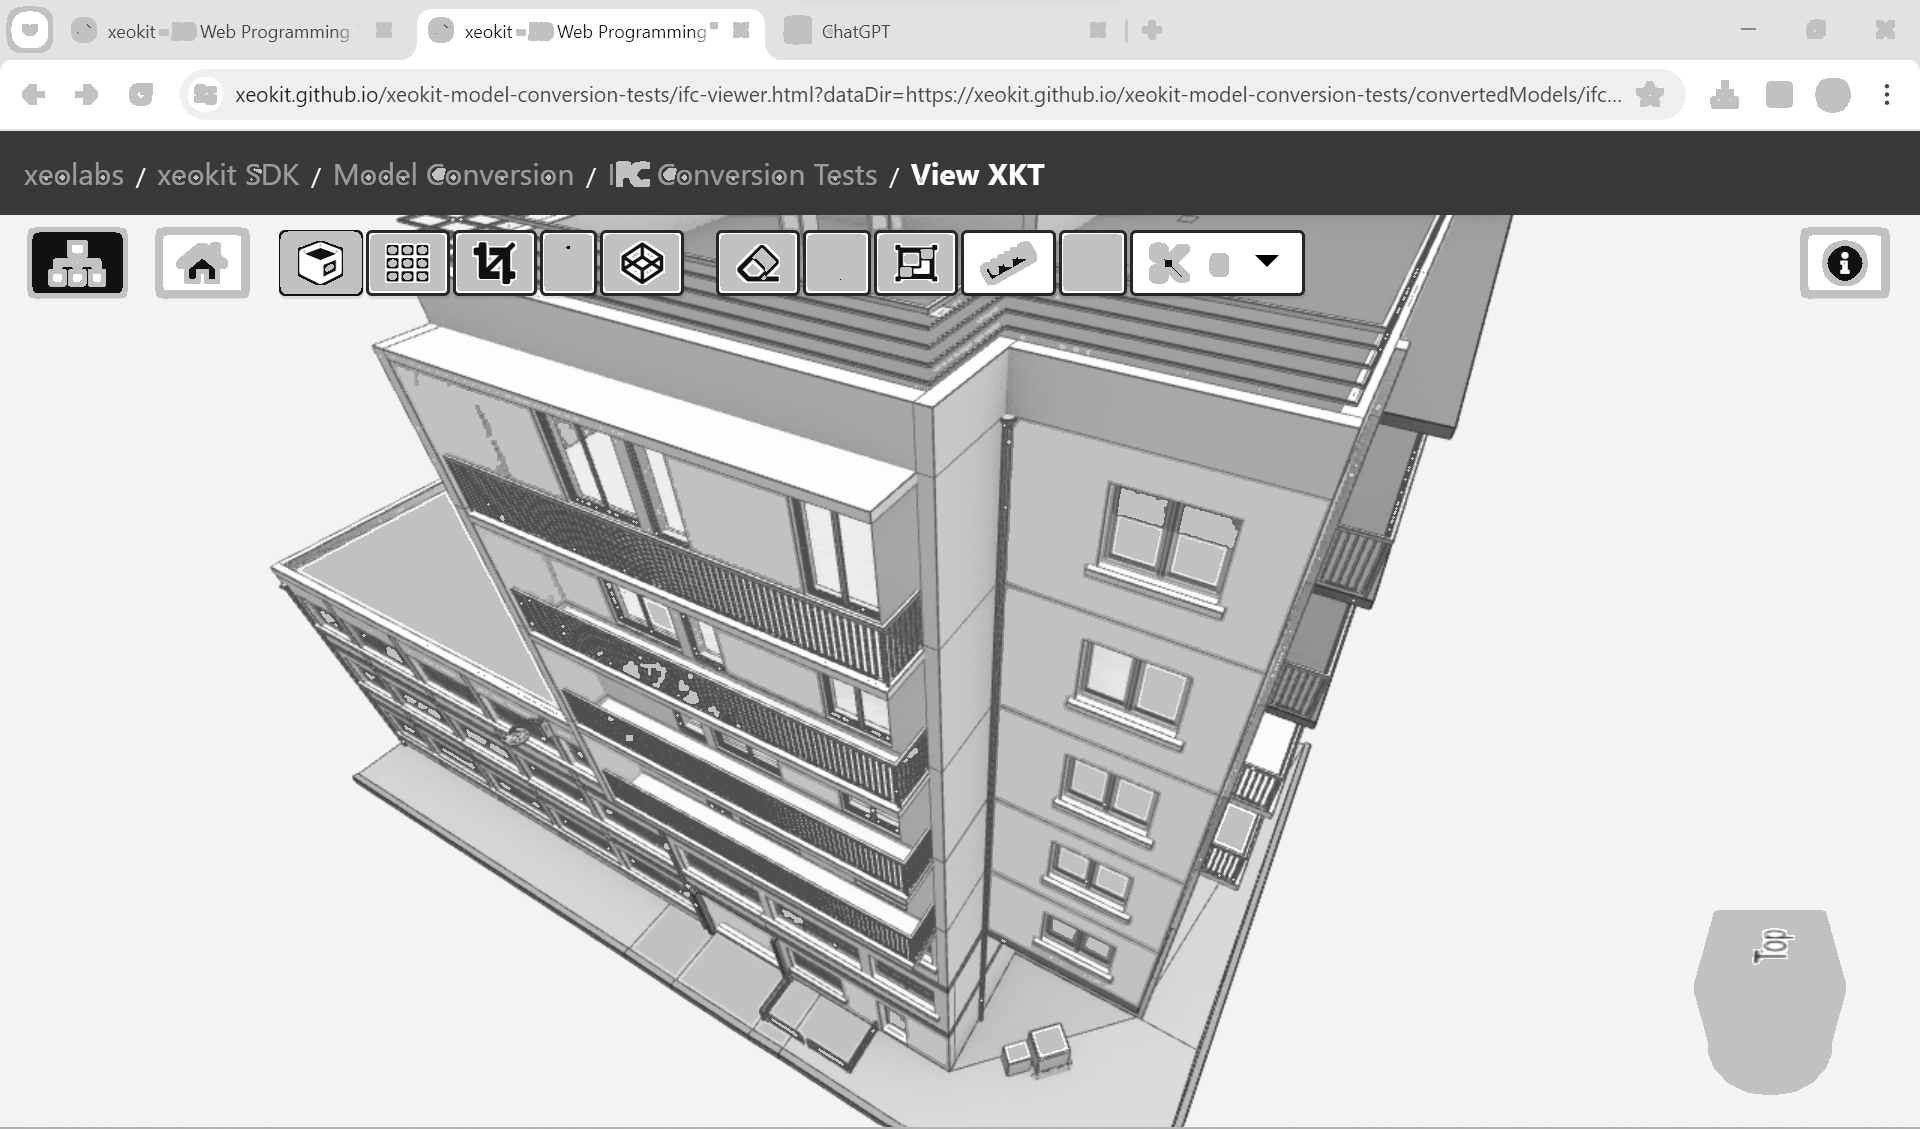 xeokit Web Programming
xeokit Web Programming
ChatGPT
xeokit.github.io/xeokit-model-conversion-tests/ifc-viewer.html?dataDir=https://xeokit.github.io/xeokit-model-conversion-tests/convertedModels/ifc...
xeolabs / xeokit SDK / Model Conversion / IFC Conversion Tests / View XKT
Top